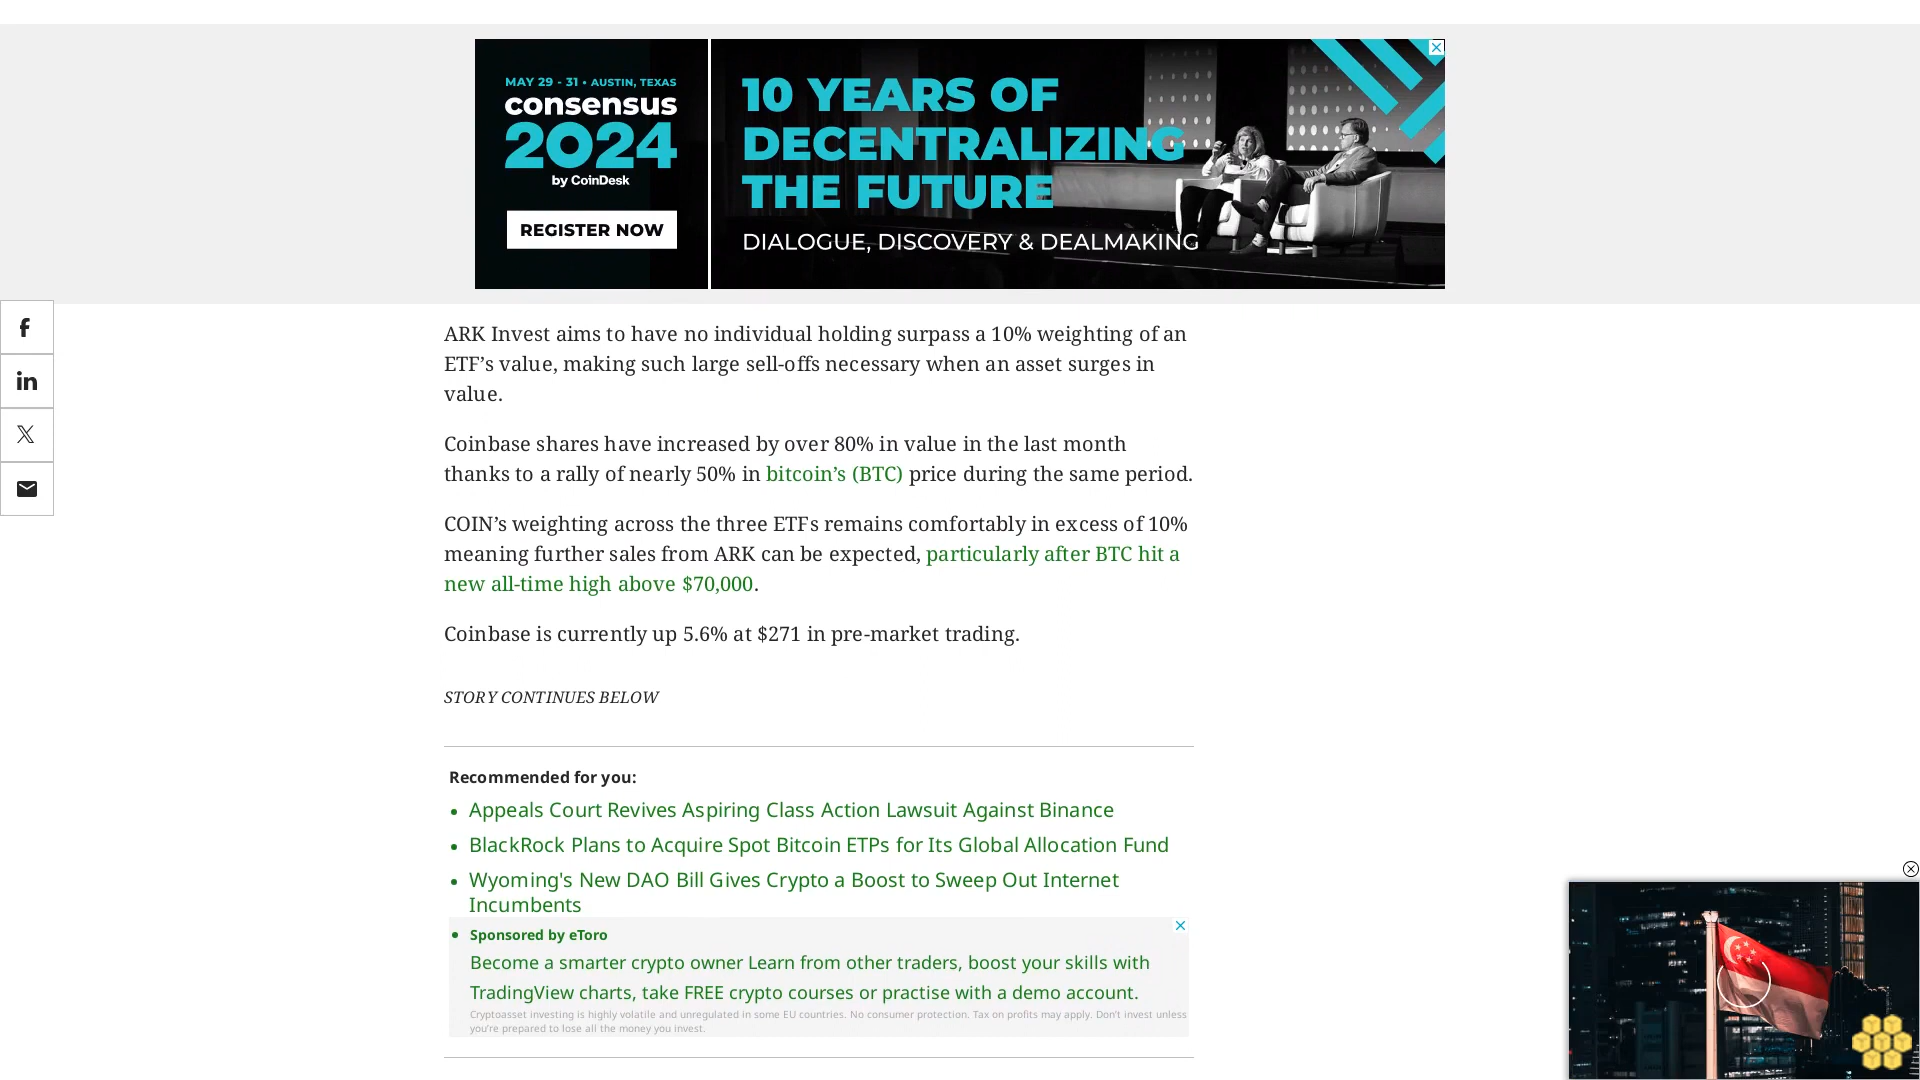 MAY 29 - 31 • AUSTIN, TEXAS
consensus
2024
by CoinDesk
REGISTER NOW
10 YEARS OF
DECENTRALIZING
THE FUTURE
DIALOGUE, DISCOVERY & DEALMAKING
ARK Invest aims to have no individual holding surpass a 10% weighting of an
ETF’s value, making such large sell-offs necessary when an asset surges in
value.
Coinbase shares have increased by over 80% in value in the last month
thanks to a rally of nearly 50% in bitcoin’s (BTC) price during the same period.
COIN’s weighting across the three ETFs remains comfortably in excess of 10%
meaning further sales from ARK can be expected, particularly after BTC hit a
new all-time high above $70,000.
Coinbase is currently up 5.6% at $271 in pre-market trading.
STORY CONTINUES BELOW
Recommended for you:
• Appeals Court Revives Aspiring Class Action Lawsuit Against Binance
• BlackRock Plans to Acquire Spot Bitcoin ETPs for Its Global Allocation Fund
• Wyoming's New DAO Bill Gives Crypto a Boost to Sweep Out Internet
Incumbents
• Sponsored by eToro
Become a smarter crypto owner Learn from other traders, boost your skills with
TradingView charts, take FREE crypto courses or practise with a demo account.
Cryptoasset investing is highly volatile and unregulated in some EU countries. No consumer protection. Tax on profits may apply. Don’t invest unless
you’re prepared to lose all the money you invest.